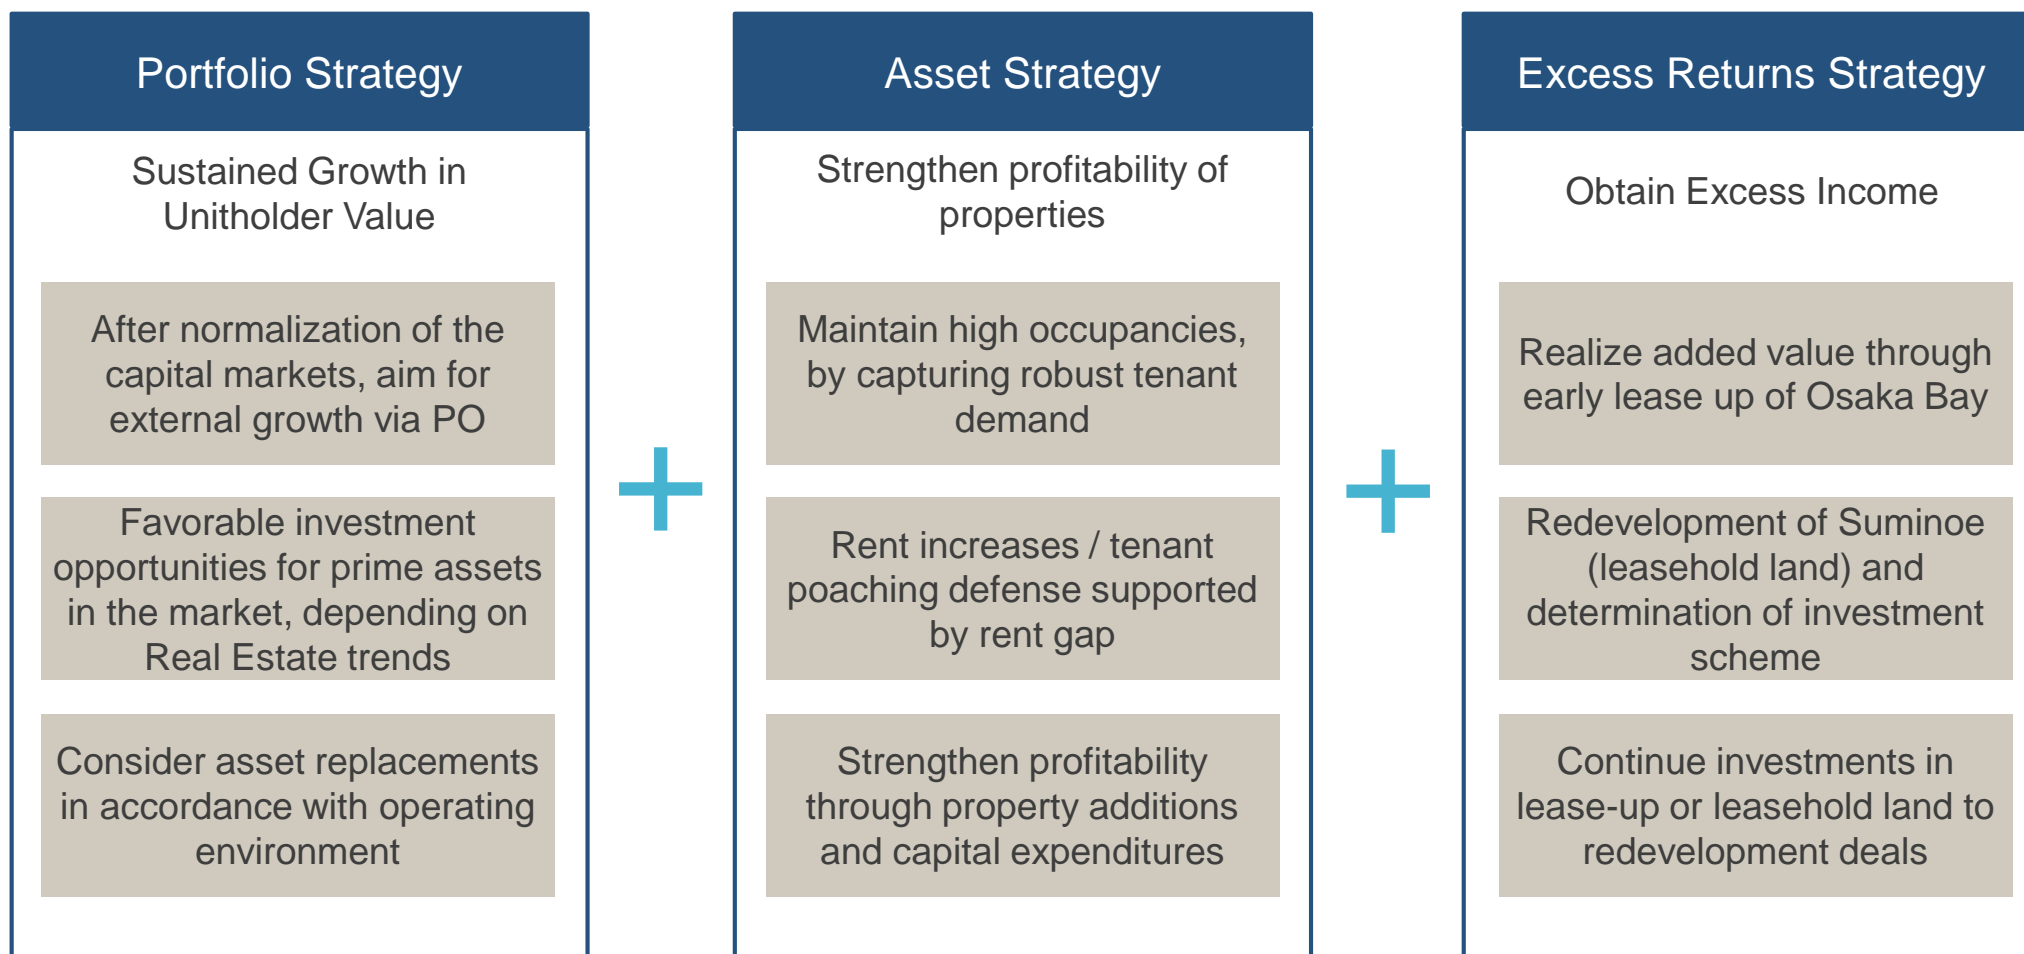 Portfolio Strategy
Sustained Growth in
Unitholder Value
After normalization of the
capital markets, aim for
external growth via PO
Favorable investment
opportunities for prime assets
in the market, depending on
Real Estate trends
Consider asset replacements
in accordance with operating
environment
Asset Strategy
Strengthen profitability of
properties
Maintain high occupancies,
by capturing robust tenant
demand
Rent increases / tenant
poaching defense supported
by rent gap
Strengthen profitability
through property additions
and capital expenditures
Excess Returns Strategy
Obtain Excess Income
Realize added value through
early lease up of Osaka Bay
Redevelopment of Suminoe
(leasehold land) and
determination of investment
scheme
Continue investments in
lease-up or leasehold land to
redevelopment deals